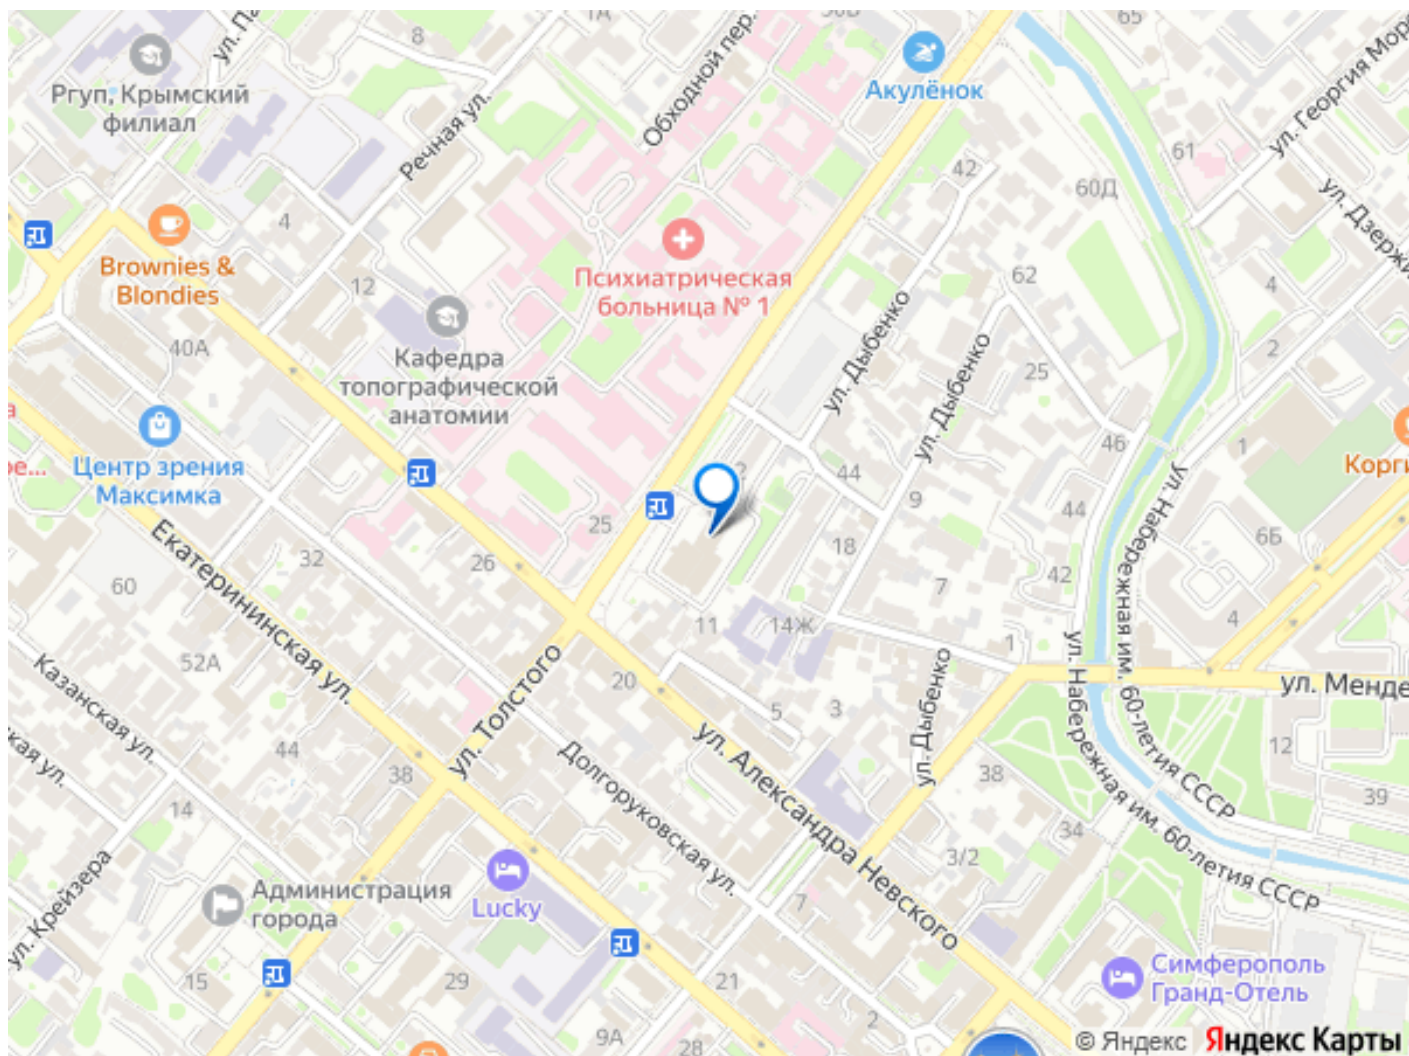 8
1А
65
ул. Георгия Мор
Акулёнок
Ргуп, Крымский
филиал
Обходной пер.
Речная ул.
61
42
60Д
ул. Дзержи
4
Brownies &
Blondies
12
Психиатрическая
больница № 1
62
4
40А
Кафедра
топографической
анатомии
ул. Дыбенко
ул. Дыбенко
25
2
Центр зрения
Максимка
46
1
Корги
44
9
44
6Б
ул. Набережная им. 60-летия СССР
25
32
26
18
42
7
60
4
11
14Ж
1
Екатерининская ул.
52А
ул. Толстого
20
ул. Дыбенко
ул. Набережная им. 60-летия СССР
ул. Менде
Казанская ул.
кая ул.
5
3
44
38
12
14
Долгоруковская ул.
ул. Александра Невского
38
39
34
3/2
ул. Крейзера
Администрация
города
Lucky
7
15
29
21
Симферополь
Гранд-Отель
9А
28
2
© Яндекс Яндекс Карты